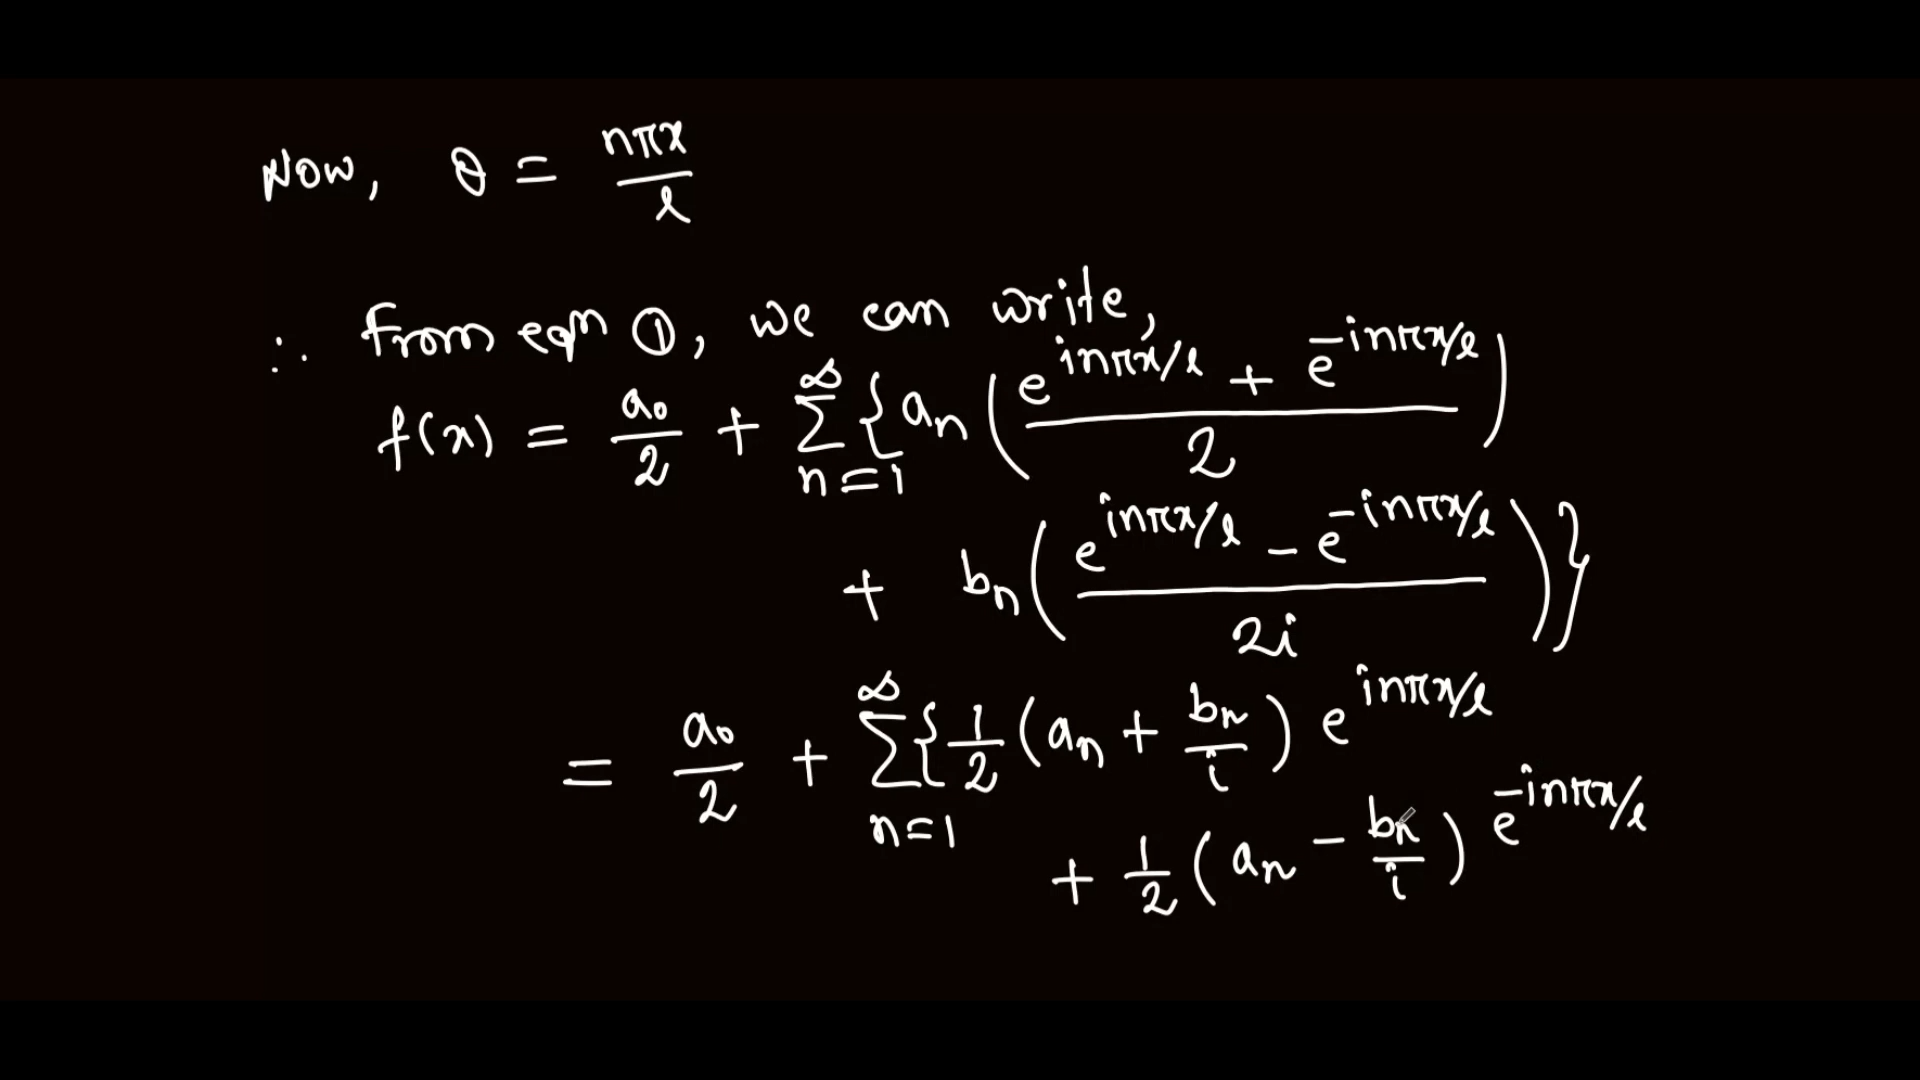 Now, θ = nπx/l
∴ From eqn ①, we can write,
f(x) = a₀/2 + ∑_{n=1}^{∞} { aₙ ( (e^{inπx/l} + e^{-inπx/l}) / 2 )
+ bₙ ( (e^{inπx/l} - e^{-inπx/l}) / 2i ) }
= a₀/2 + ∑_{n=1}^{∞} { 1/2 ( aₙ + bₙ/i ) e^{inπx/l}
+ 1/2 ( aₙ - bₙ/i ) e^{-inπx/l}